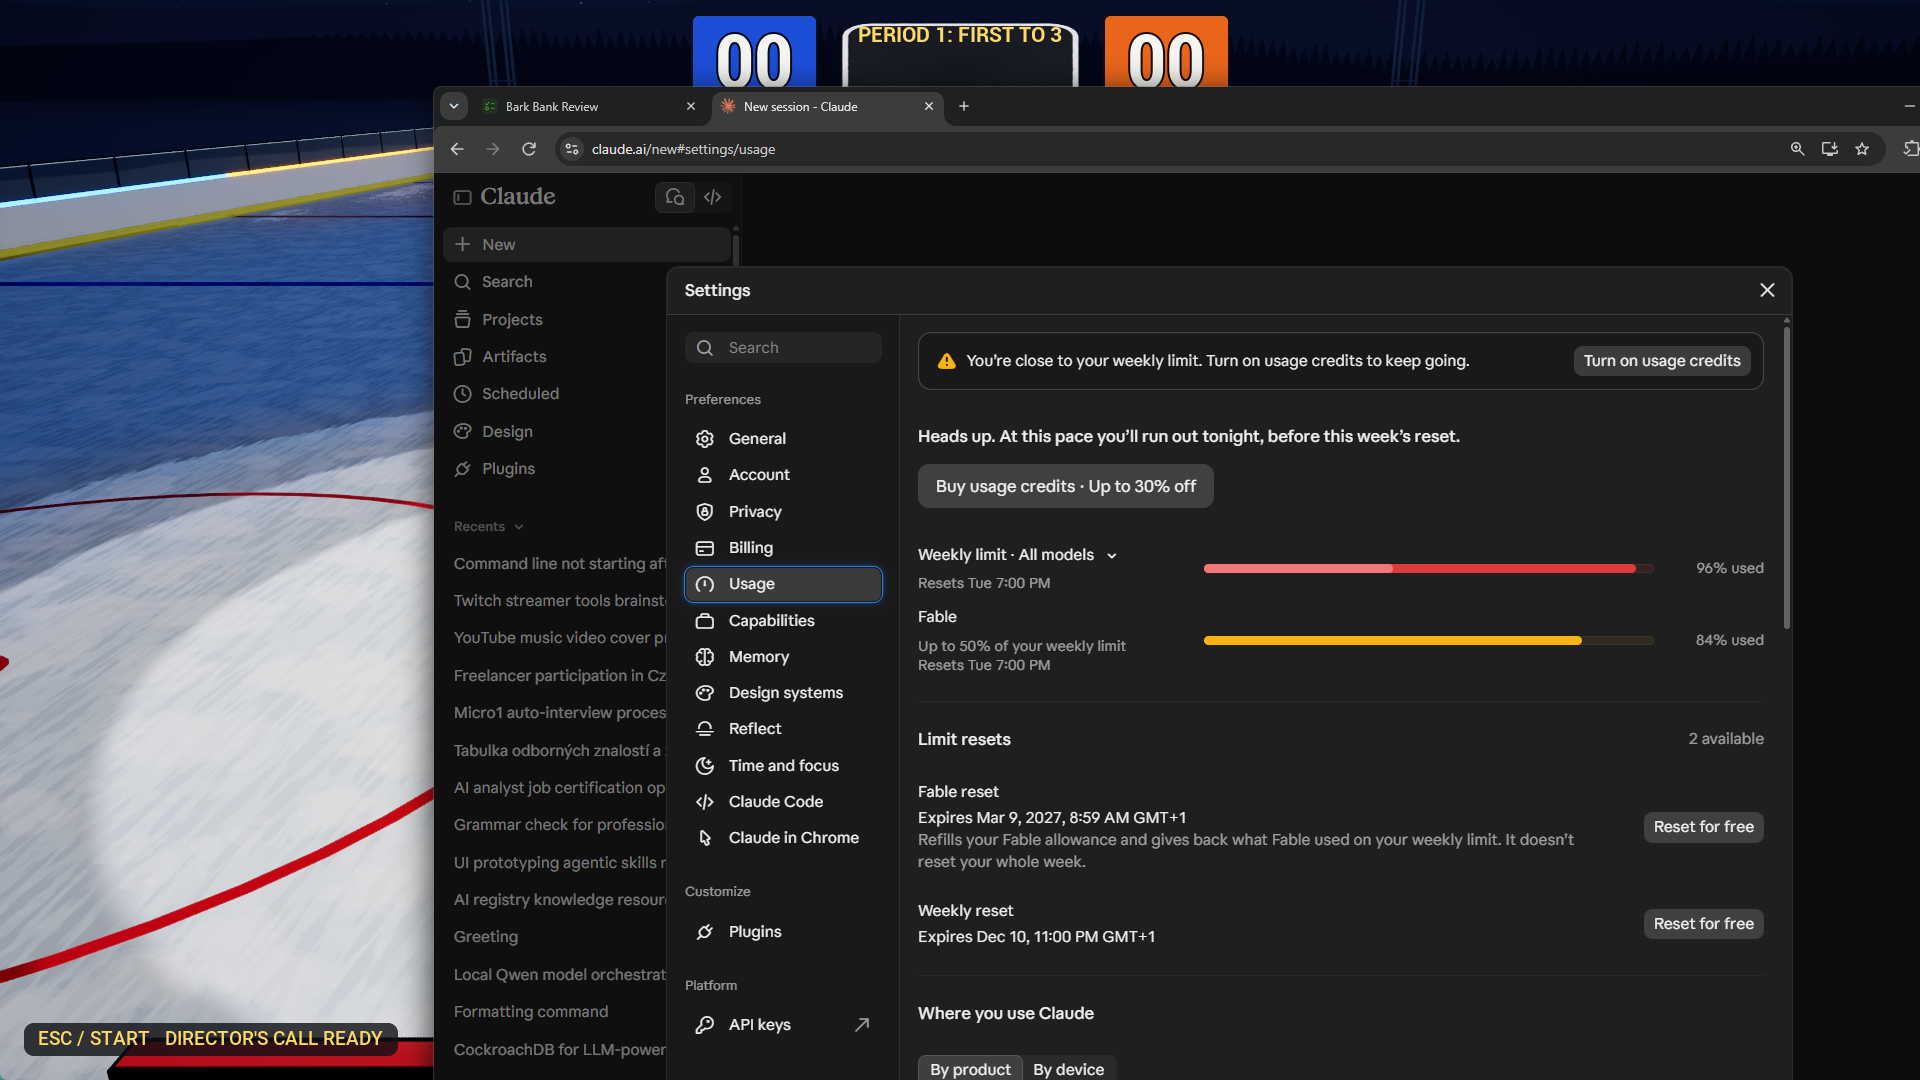 00
PERIOD 1: FIRST TO 3
00
Bark Bank Review
New session - Claude
claude.ai/new#settings/usage
Claude
New
Search
Projects
Artifacts
Scheduled
Design
Plugins
Recents
Command line not starting aft
Twitch streamer tools brainst
YouTube music video cover p
Freelancer participation in Cz
Micro1 auto-interview proces
Tabulka odborných znalostí a
AI analyst job certification op
Grammar check for professio
UI prototyping agentic skills r
AI registry knowledge resour
Greeting
Local Qwen model orchestrat
Formatting command
CockroachDB for LLM-power
Settings
Search
Preferences
General
Account
Privacy
Billing
Usage
Capabilities
Memory
Design systems
Reflect
Time and focus
Claude Code
Claude in Chrome
Customize
Plugins
Platform
API keys
You're close to your weekly limit. Turn on usage credits to keep going.
Turn on usage credits
Heads up. At this pace you'll run out tonight, before this week's reset.
Buy usage credits · Up to 30% off
Weekly limit · All models
Resets Tue 7:00 PM
96% used
Fable
Up to 50% of your weekly limit
Resets Tue 7:00 PM
84% used
Limit resets
2 available
Fable reset
Expires Mar 9, 2027, 8:59 AM GMT+1
Refills your Fable allowance and gives back what Fable used on your weekly limit. It doesn't
reset your whole week.
Reset for free
Weekly reset
Expires Dec 10, 11:00 PM GMT+1
Reset for free
Where you use Claude
By product
By device
ESC / START DIRECTOR'S CALL READY